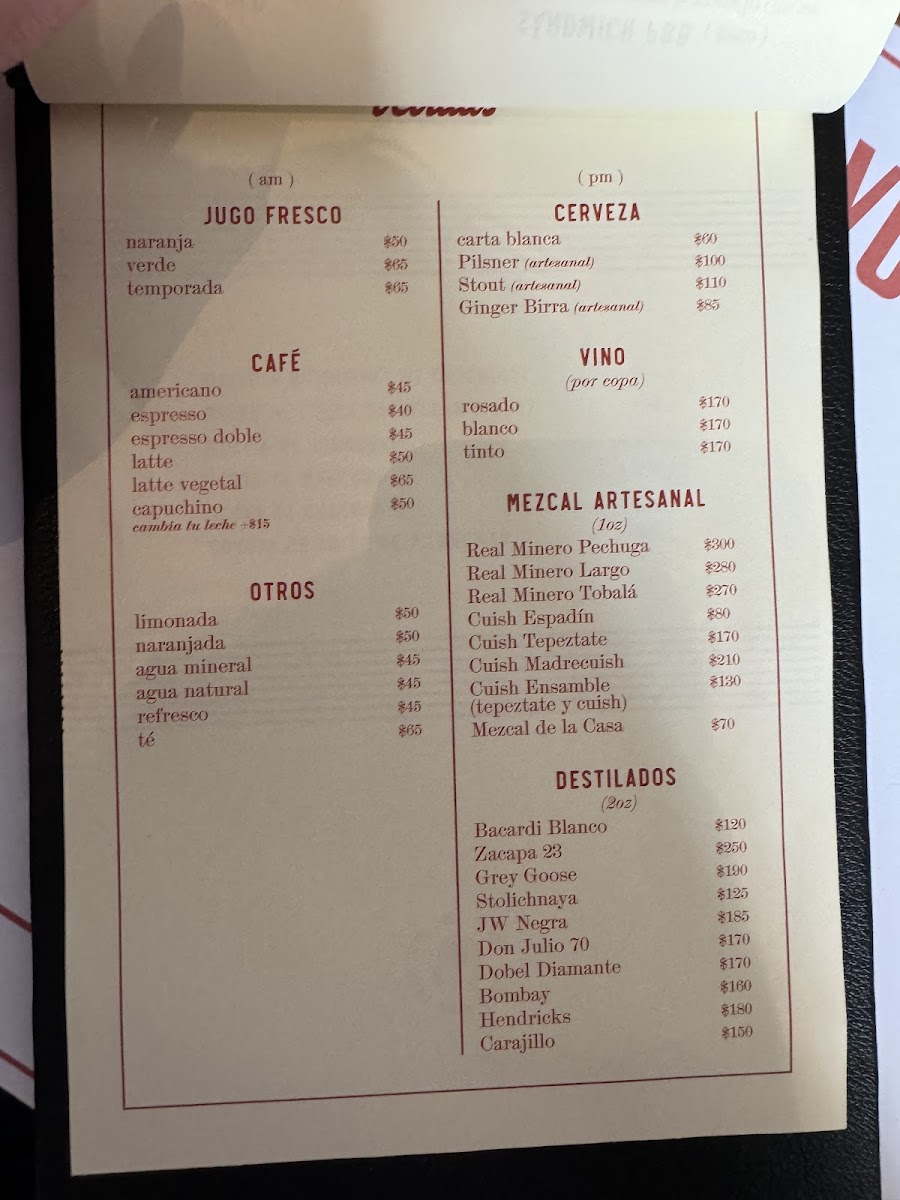 ( am )
JUGO FRESCO
naranja $50
verde $65
temporada $65
CAFÉ
americano $45
espresso $40
espresso doble $45
latte $50
latte vegetal $65
capuchino $50
cambia tu leche +$15
OTROS
limonada $50
naranjada $50
agua mineral $45
agua natural $45
refresco $45
té $65
( pm )
CERVEZA
carta blanca $60
Pilsner (artesanal) $100
Stout (artesanal) $110
Ginger Birra (artesanal) $85
VINO
(por copa)
rosado $170
blanco $170
tinto $170
MEZCAL ARTESANAL
(1oz)
Real Minero Pechuga $300
Real Minero Largo $280
Real Minero Tobalá $270
Cuish Espadín $80
Cuish Tepeztate $170
Cuish Madrecuish $210
Cuish Ensamble $130
(tepeztate y cuish)
Mezcal de la Casa $70
DESTILADOS
(2oz)
Bacardi Blanco $120
Zacapa 23 $250
Grey Goose $190
Stolichnaya $125
JW Negra $185
Don Julio 70 $170
Dobel Diamante $170
Bombay $160
Hendricks $180
Carajillo $150